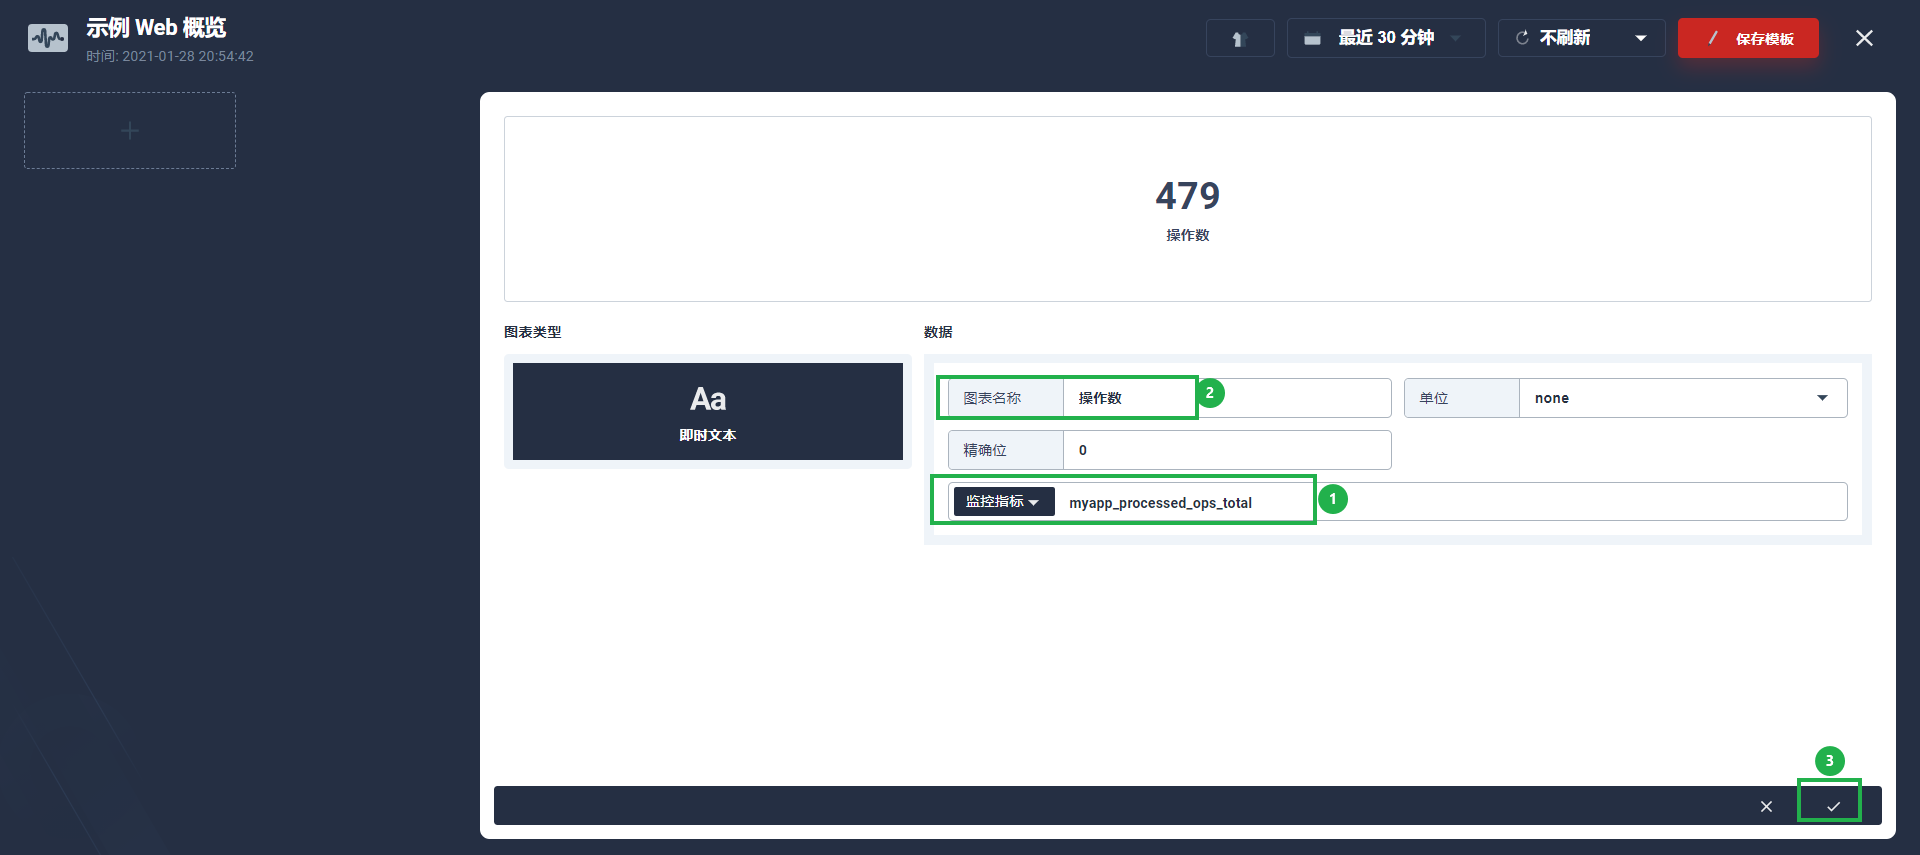 示例 Web 概览
时间: 2021-01-28 20:54:42
最近 30 分钟
不刷新
保存模板
479
操作数
图表类型
数据
Aa
即时文本
图表名称 操作数 2
单位 none
精确位 0
监控指标 myapp_processed_ops_total 1
3